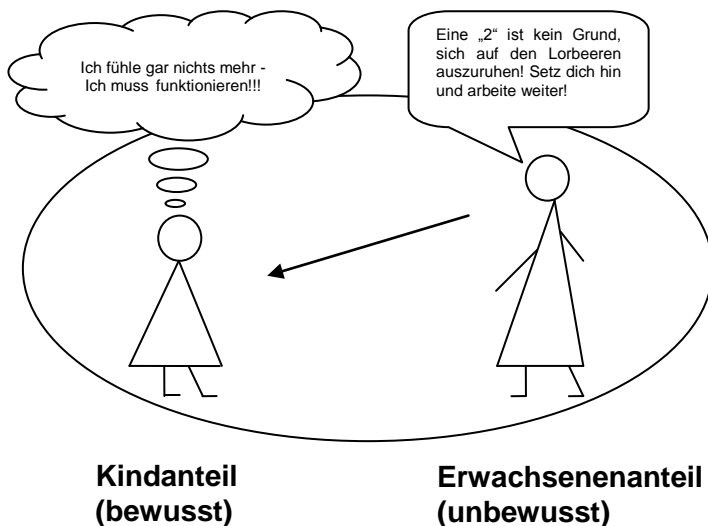 Ich fühle gar nichts mehr -
Ich muss funktionieren!!!
Eine „2“ ist kein Grund,
sich auf den Lorbeeren
auszuruhen! Setz dich hin
und arbeite weiter!
Kindanteil
(bewusst)
Erwachsenenanteil
(unbewusst)